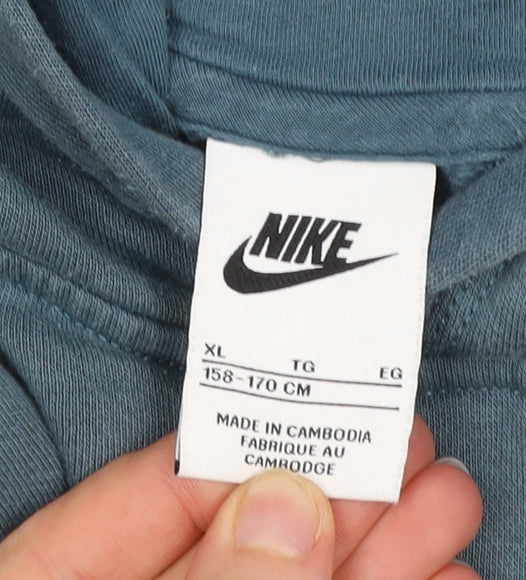 NIKE
XL TG EG
158-170 CM
MADE IN CAMBODIA
FABRIQUE AU
CAMBODGE